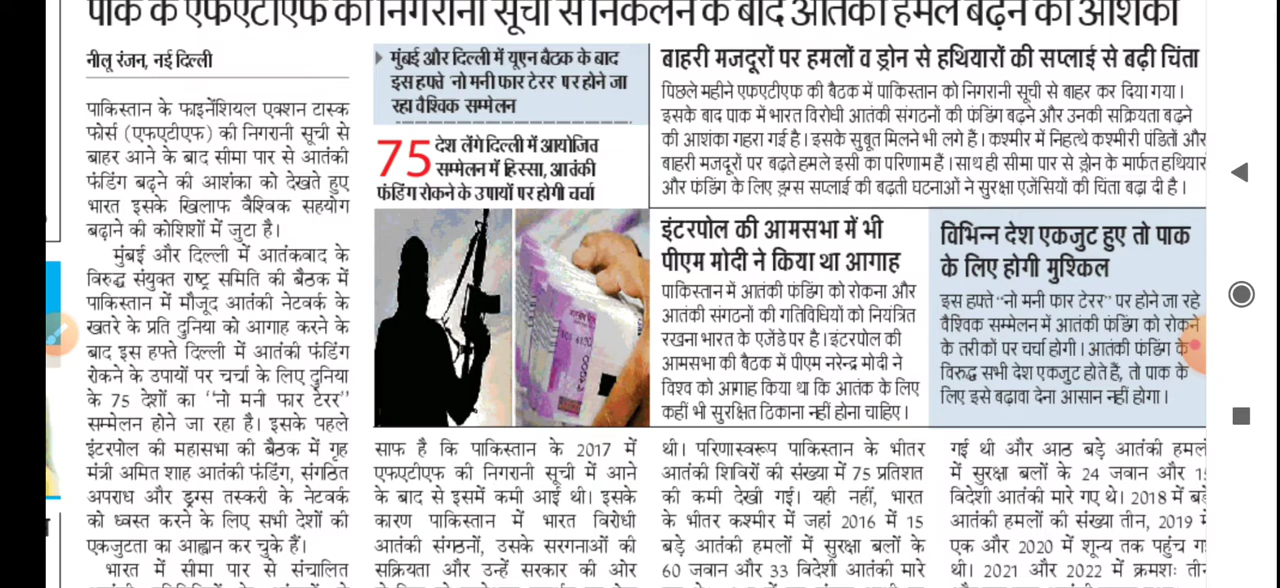 पाक के एफएटीएफ की निगरानी सूची से निकलने के बाद आतंकी हमले बढ़ने की आशंका
नीलू रंजन, नई दिल्ली
पाकिस्तान के फाइनेंशियल एक्शन टास्क
फोर्स (एफएटीएफ) की निगरानी सूची से
बाहर आने के बाद सीमा पार से आतंकी
फंडिंग बढ़ने की आशंका को देखते हुए
भारत इसके खिलाफ वैश्विक सहयोग
बढ़ाने की कोशिशों में जुटा है।
मुंबई और दिल्ली में आतंकवाद के
विरुद्ध संयुक्त राष्ट्र समिति की बैठक में
पाकिस्तान में मौजूद आतंकी नेटवर्क के
खतरे के प्रति दुनिया को आगाह करने के
बाद इस हफ्ते दिल्ली में आतंकी फंडिंग
रोकने के उपायों पर चर्चा के लिए दुनिया
के 75 देशों का ‘‘नो मनी फार टेरर’’
सम्मेलन होने जा रहा है। इसके पहले
इंटरपोल की महासभा की बैठक में गृह
मंत्री अमित शाह आतंकी फंडिंग, संगठित
अपराध और ड्रग्स तस्करी के नेटवर्क
को ध्वस्त करने के लिए सभी देशों की
एकजुटता का आह्वान कर चुके हैं।
भारत में सीमा पार से संचालित
मुंबई और दिल्ली में यूएन बैठक के बाद
इस हफ्ते 'नो मनी फार टेरर' पर होने जा
रहा वैश्विक सम्मेलन
75 देश लेंगे दिल्ली में आयोजित
सम्मेलन में हिस्सा, आतंकी
फंडिंग रोकने के उपायों पर होगी चर्चा
बाहरी मजदूरों पर हमलों व ड्रोन से हथियारों की सप्लाई से बढ़ी चिंता
पिछले महीने एफएटीएफ की बैठक में पाकिस्तान को निगरानी सूची से बाहर कर दिया गया।
इसके बाद पाक में भारत विरोधी आतंकी संगठनों की फंडिंग बढ़ने और उनकी सक्रियता बढ़ने
की आशंका गहरा गई है। इसके सुबूत मिलने भी लगे हैं। कश्मीर में निहत्थे कश्मीरी पंडितों और
बाहरी मजदूरों पर बढ़ते हमले इसी का परिणाम हैं। साथ ही सीमा पार से ड्रोन के मार्फत हथियार
और फंडिंग के लिए ड्रग्स सप्लाई की बढ़ती घटनाओं ने सुरक्षा एजेंसियों की चिंता बढ़ा दी है।
इंटरपोल की आमसभा में भी
पीएम मोदी ने किया था आगाह
पाकिस्तान में आतंकी फंडिंग को रोकना और
आतंकी संगठनों की गतिविधियों को नियंत्रित
रखना भारत के एजेंडे पर है। इंटरपोल की
आमसभा की बैठक में पीएम नरेन्द्र मोदी ने
विश्व को आगाह किया था कि आतंक के लिए
कहीं भी सुरक्षित ठिकाना नहीं होना चाहिए।
विभिन्न देश एकजुट हुए तो पाक
के लिए होगी मुश्किल
इस हफ्ते ‘‘नो मनी फार टेरर’’ पर होने जा रहे
वैश्विक सम्मेलन में आतंकी फंडिंग को रोकने
के तरीकों पर चर्चा होगी। आतंकी फंडिंग के
विरुद्ध सभी देश एकजुट होते हैं, तो पाक के
लिए इसे बढ़ावा देना आसान नहीं होगा।
साफ है कि पाकिस्तान के 2017 में
एफएटीएफ की निगरानी सूची में आने
के बाद से इसमें कमी आई थी। इसके
कारण पाकिस्तान में भारत विरोधी
आतंकी संगठनों, उसके सरगनाओं की
सक्रियता और उन्हें सरकार की ओर
थी। परिणास्वरूप पाकिस्तान के भीतर
आतंकी शिविरों की संख्या में 75 प्रतिशत
की कमी देखी गई। यही नहीं, भारत
के भीतर कश्मीर में जहां 2016 में 15
बड़े आतंकी हमलों में सुरक्षा बलों के
60 जवान और 33 विदेशी आतंकी मारे
गई थी और आठ बड़े आतंकी हमलों
में सुरक्षा बलों के 24 जवान और
विदेशी आतंकी मारे गए थे। 2018 में बड़े
आतंकी हमलों की संख्या तीन, 2019 में
एक और 2020 में शून्य तक पहुंच
थी। 2021 और 2022 में क्रमशः